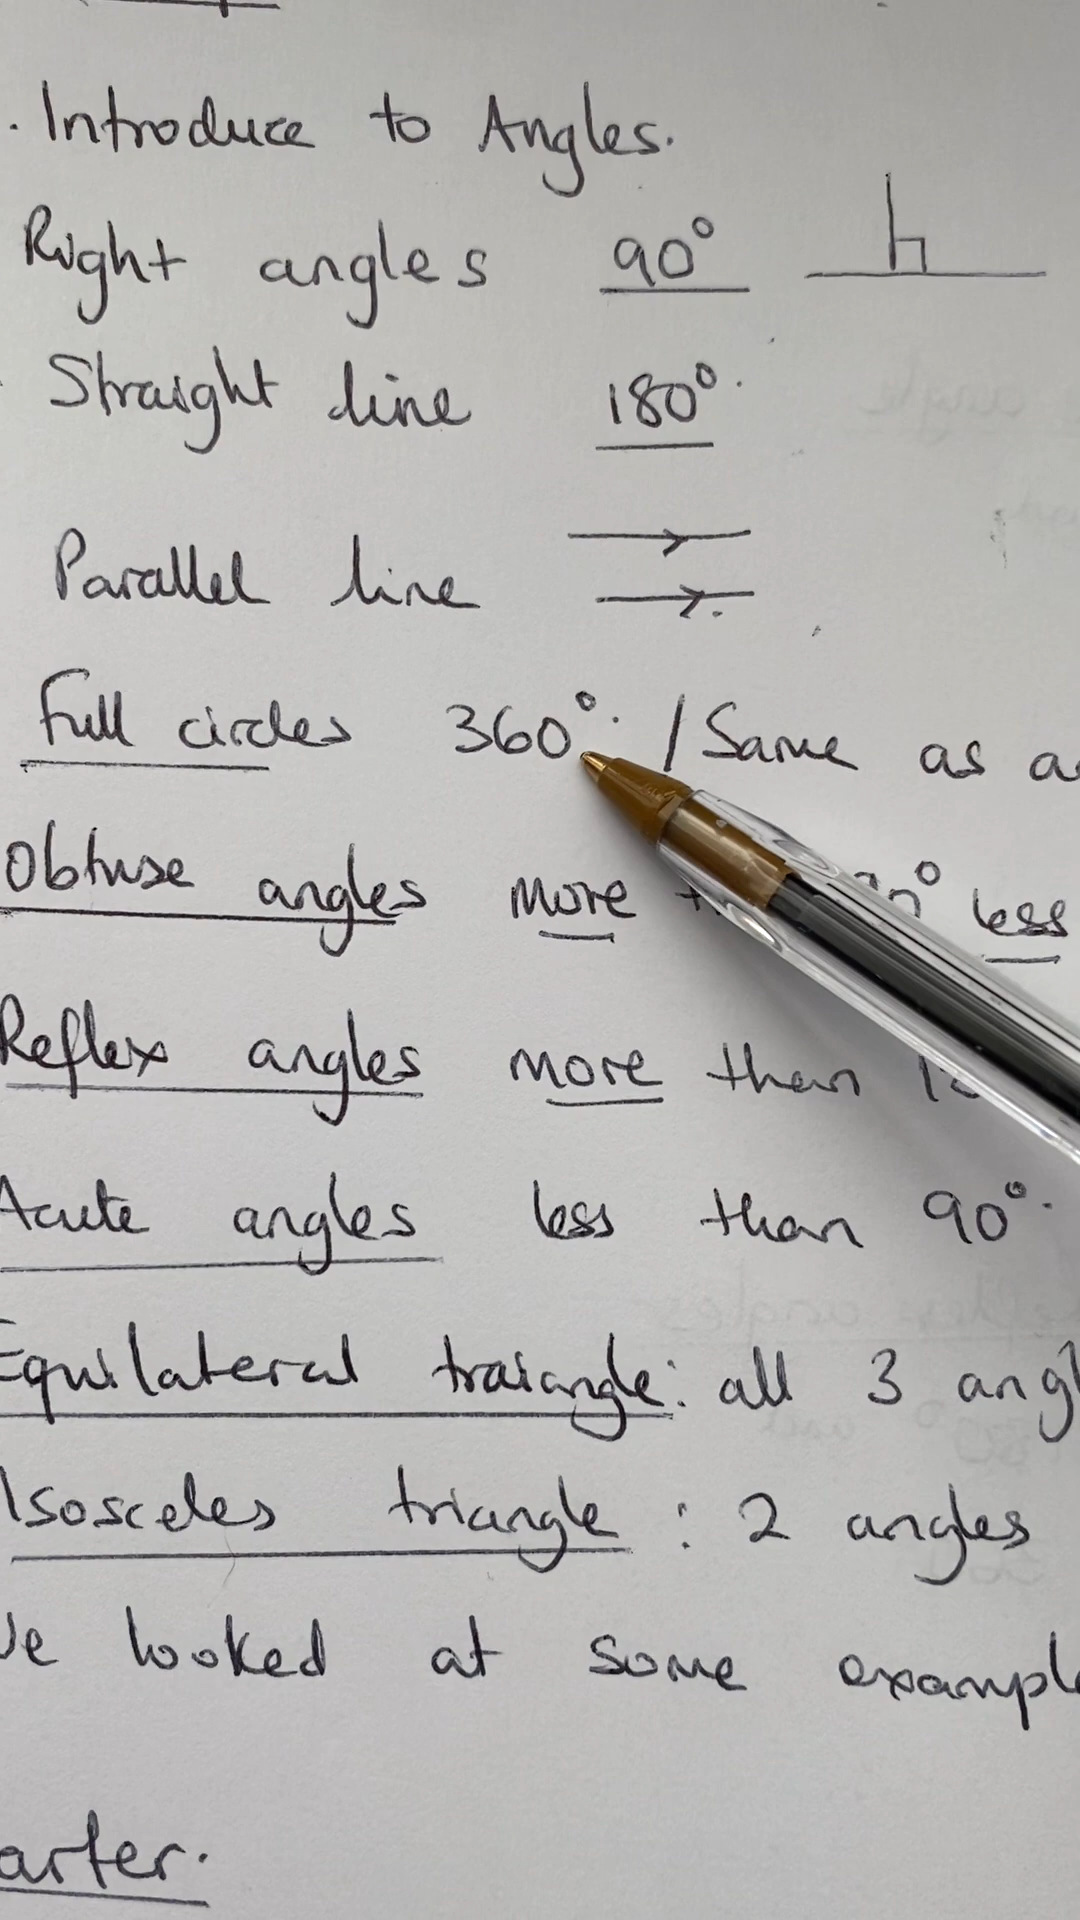 . Introduce to Angles.
Right angles 90°
Straight line 180°.
Parallel line
Full circles 360°. / Same as
Obtuse angles more less
Reflex angles more than
Acute angles less than 90°.
Equilateral traiangle: all 3
Isosceles triangle : 2 angles
looked at some